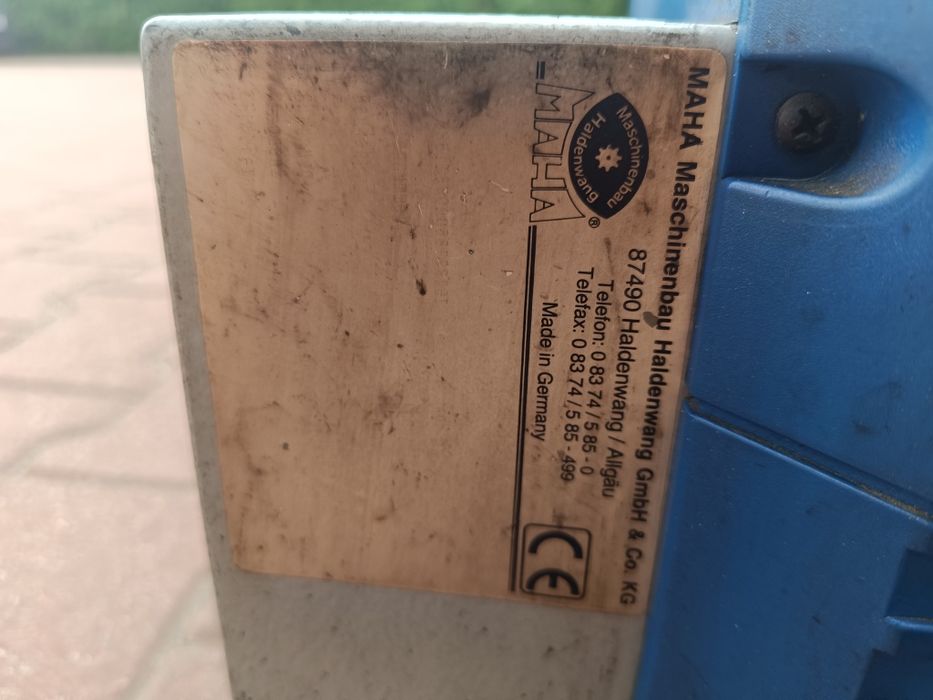 MAHA Maschinenbau Haldenwang GmbH & Co. KG
87490 Haldenwang / Allgäu
Telefon: 0 83 74 / 5 85 - 0
Telefax: 0 83 74 / 5 85 - 499
Made in Germany
Maschinenbau
Haldenwang
®
MAHA
CE